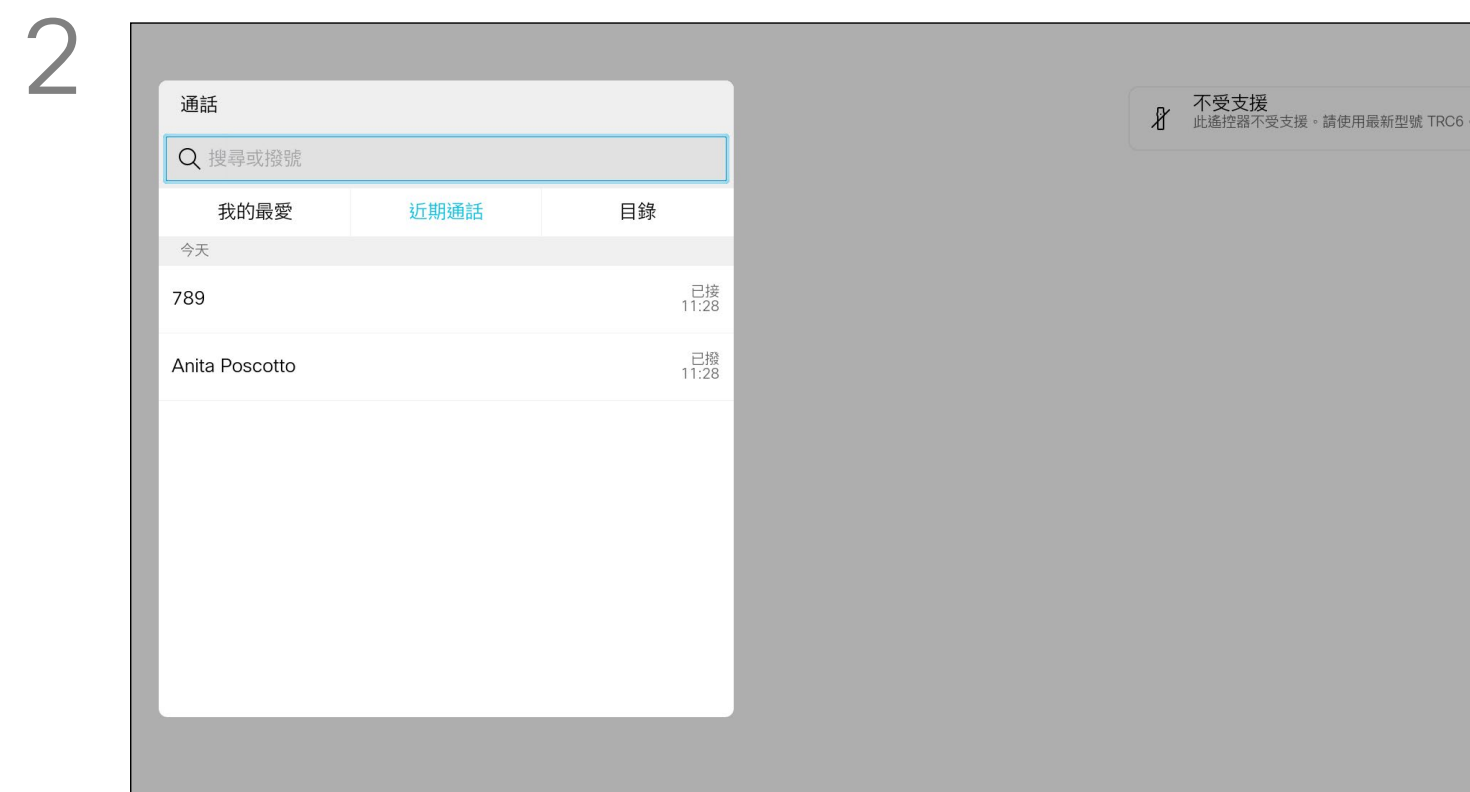 2
通話
搜尋或撥號
我的最愛 近期通話 目錄
今天
789
已接
11:28
Anita Poscotto
已撥
11:28
不受支援
此遙控器不受支援。請使用最新型號 TRC6。